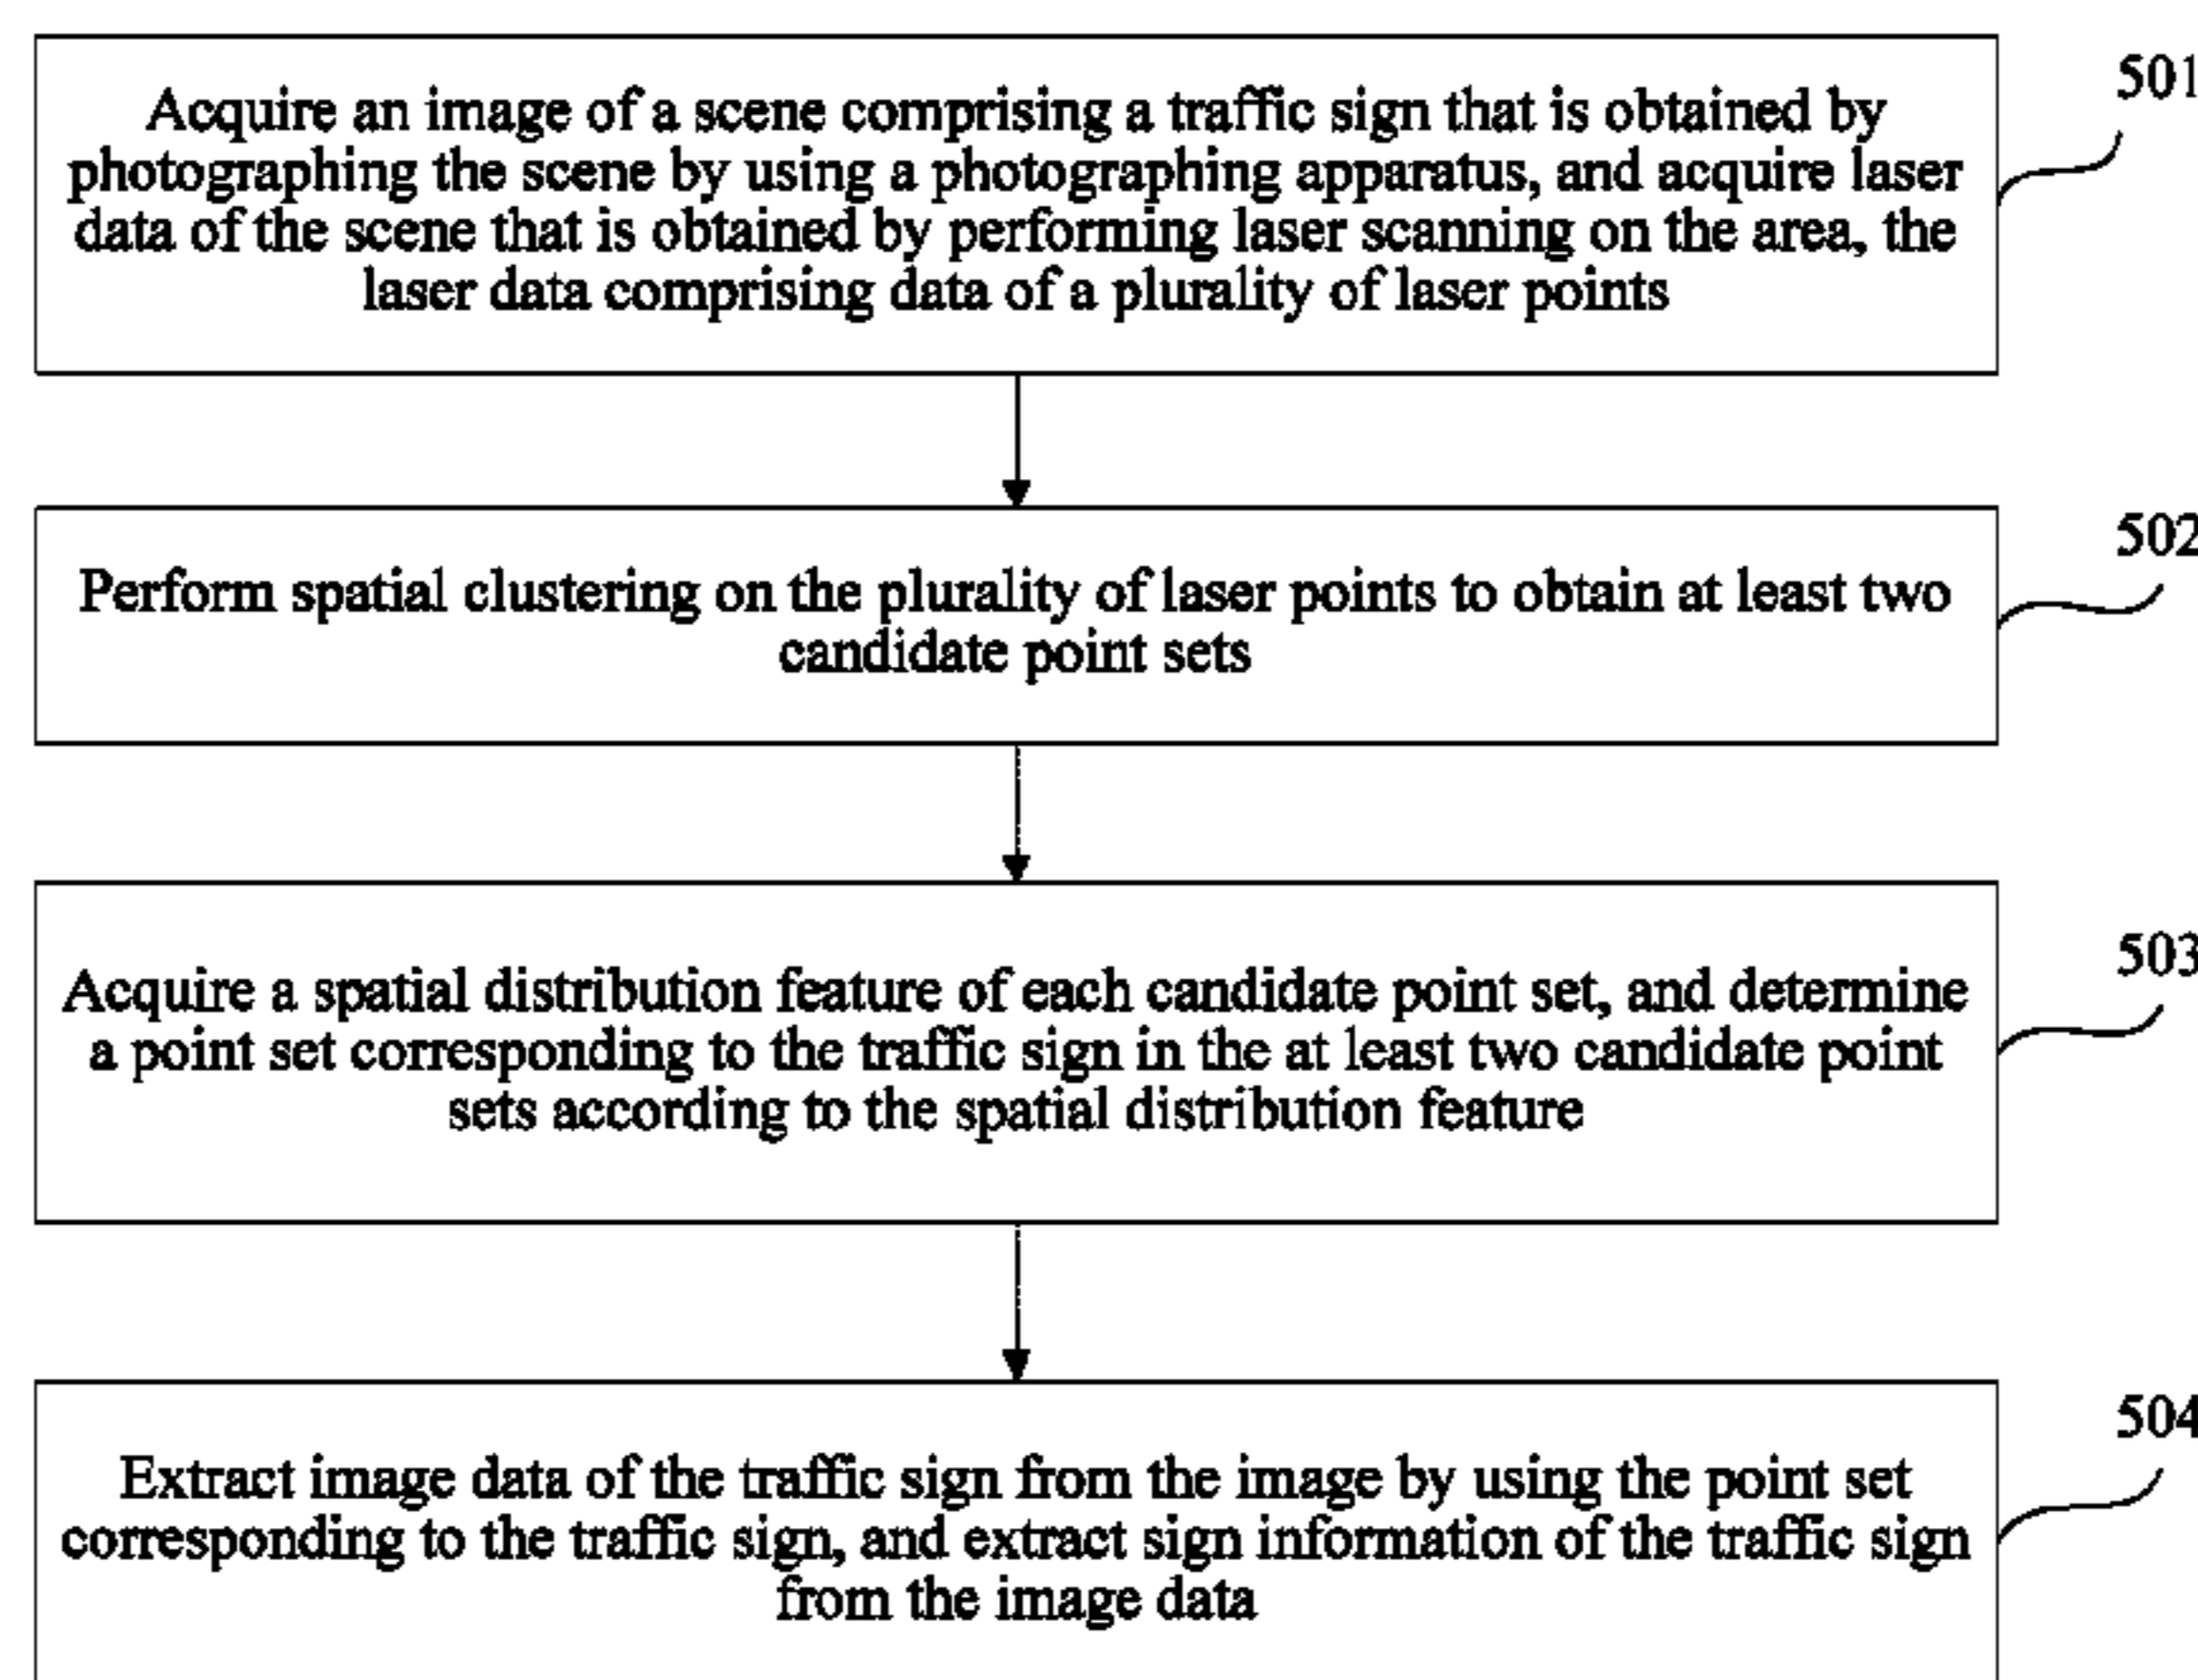 Acquire an image of a scene comprising a traffic sign that is obtained by
photographing the scene by using a photographing apparatus, and acquire laser
data of the scene that is obtained by performing laser scanning on the area, the
laser data comprising data of a plurality of laser points
501
Perform spatial clustering on the plurality of laser points to obtain at least two
candidate point sets
502
Acquire a spatial distribution feature of each candidate point set, and determine
a point set corresponding to the traffic sign in the at least two candidate point
sets according to the spatial distribution feature
503
Extract image data of the traffic sign from the image by using the point set
corresponding to the traffic sign, and extract sign information of the traffic sign
from the image data
504